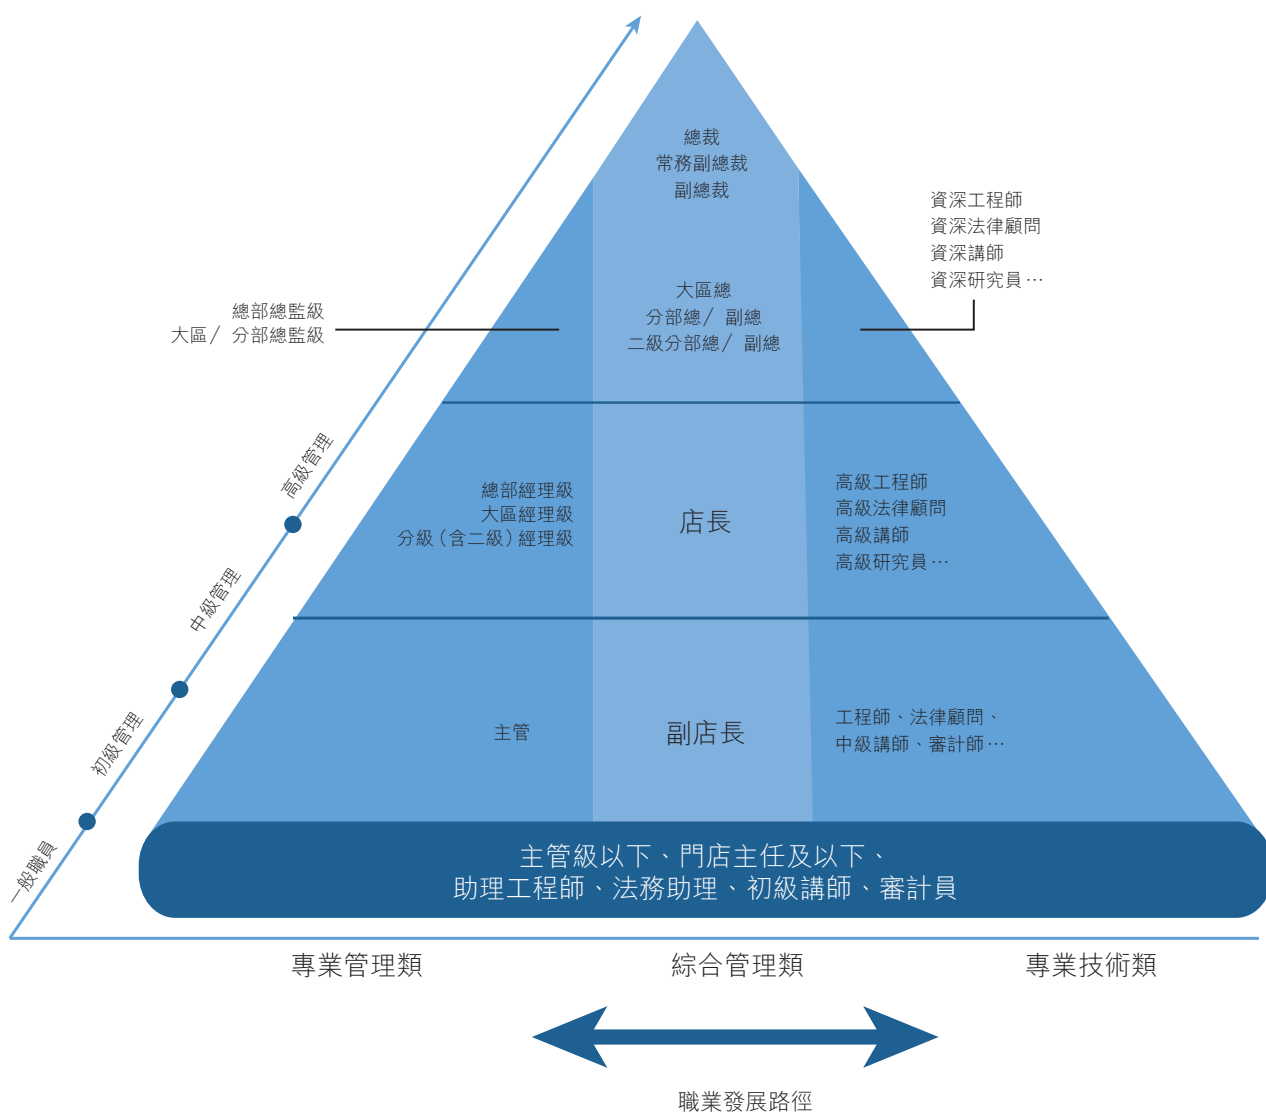 總裁
常務副總裁
副總裁
資深工程師
資深法律顧問
資深講師
資深研究員…
大區總
分部總/ 副總
二級分部總/ 副總
總部總監級
大區/ 分部總監級
高級管理
總部經理級
大區經理級
分級(含二級)經理級
店長
高級工程師
高級法律顧問
高級講師
高級研究員…
中級管理
初級管理
主管
副店長
工程師、法律顧問、
中級講師、審計師…
一般職員
主管級以下、門店主任及以下、
助理工程師、法務助理、初級講師、審計員
專業管理類
綜合管理類
專業技術類
職業發展路徑